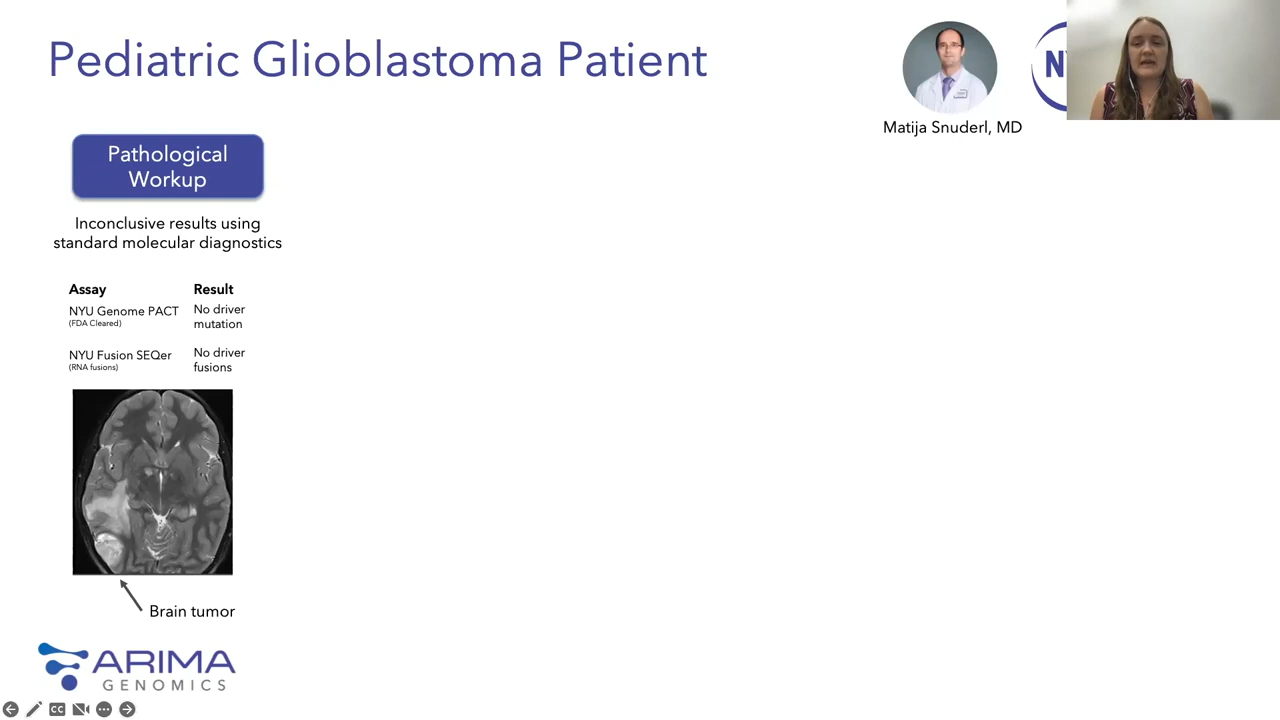 Pediatric Glioblastoma Patient
Matija Snuderl, MD
Pathological
Workup
Inconclusive results using
standard molecular diagnostics
Assay Result
NYU Genome PACT No driver
(FDA Cleared) mutation
NYU Fusion SEQer No driver
(RNA fusions) fusions
Brain tumor
ARIMA
GENOMICS
CC